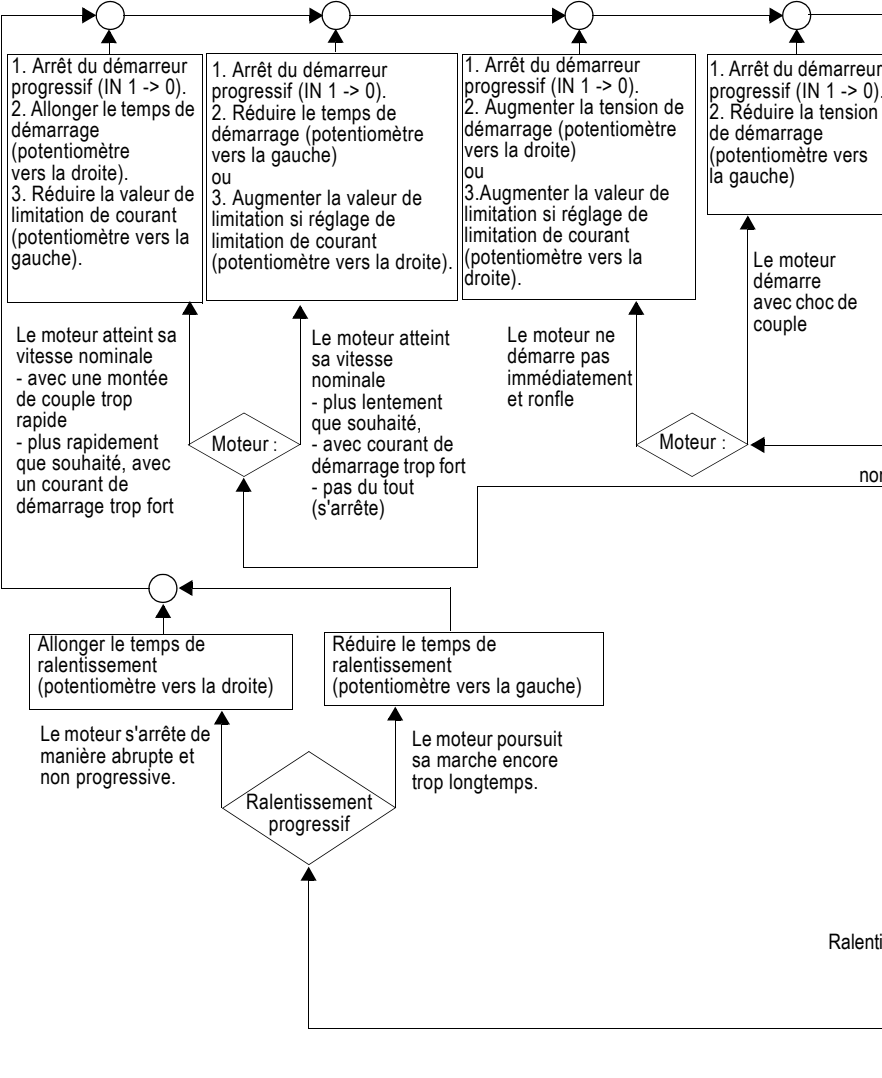 1. Arrêt du démarreur
progressif (IN 1 -> 0).
2. Allonger le temps de
démarrage
(potentiomètre
vers la droite).
3. Réduire la valeur de
limitation de courant
(potentiomètre vers la
gauche).
1. Arrêt du démarreur
progressif (IN 1 -> 0).
2. Réduire le temps de
démarrage (potentiomètre
vers la gauche)
ou
3. Augmenter la valeur de
limitation si réglage de
limitation de courant
(potentiomètre vers la droite).
1. Arrêt du démarreur
progressif (IN 1 -> 0).
2. Augmenter la tension de
démarrage (potentiomètre
vers la droite)
ou
3.Augmenter la valeur de
limitation si réglage de
limitation de courant
(potentiomètre vers la
droite).
1. Arrêt du démarreur
progressif (IN 1 -> 0).
2. Réduire la tension
de démarrage
(potentiomètre vers
la gauche)
Le moteur atteint sa
vitesse nominale
- avec une montée
de couple trop
rapide
- plus rapidement
que souhaité, avec
un courant de
démarrage trop fort
Moteur :
Le moteur atteint
sa vitesse
nominale
- plus lentement
que souhaité,
- avec courant de
démarrage trop fort
- pas du tout
(s'arrête)
Le moteur ne
démarre pas
immédiatement
et ronfle
Moteur :
Le moteur
démarre
avec choc de
couple
Allonger le temps de
ralentissement
(potentiomètre vers la droite)
Réduire le temps de
ralentissement
(potentiomètre vers la gauche)
Le moteur s'arrête de
manière abrupte et
non progressive.
Ralentissement
progressif
Le moteur poursuit
sa marche encore
trop longtemps.
Ralenti